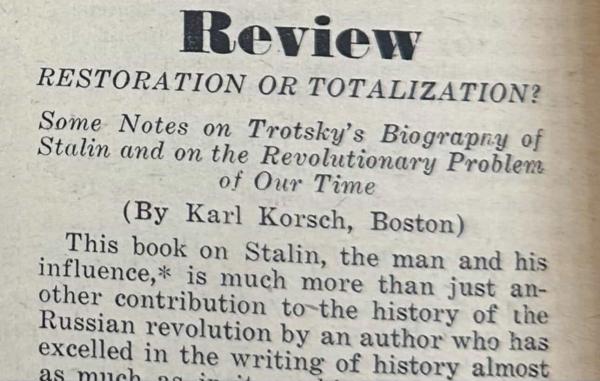 Review
RESTORATION OR TOTALIZATION?
Some Notes on Trotsky's Biography of
Stalin and on the Revolutionary Problem
of Our Time
(By Karl Korsch, Boston)
This book on Stalin, the man and his
influence,* is much more than just an-
other contribution to the history of the
Russian revolution by an author who has
excelled in the writing of history almost
as much as in